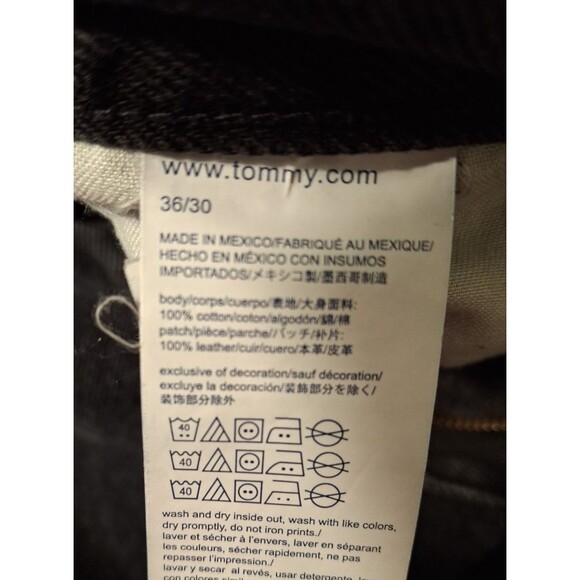 www.tommy.com
36/30
MADE IN MEXICO/FABRIQUÉ AU MEXIQUE/
HECHO EN MÉXICO CON INSUMOS
IMPORTADOS/メキシコ製/墨西哥制造
body/corps/cuerpo/表地/大身面料:
100% cotton/coton/algodón/綿/棉
patch/pièce/parche//パッチ/补片:
100% leather/cuir/cuero/本革/皮革
exclusive of decoration/sauf décoration/
excluye la decoración/装飾部分を除く/
装饰部分除外
40
40
40
wash and dry inside out, wash with like colors,
dry promptly, do not iron prints./
laver et sécher à l'envers, laver en séparant
les couleurs, sécher rapidement, ne pas
repasser l'impression./
lavar y secar al revés, usar detergente
con colores